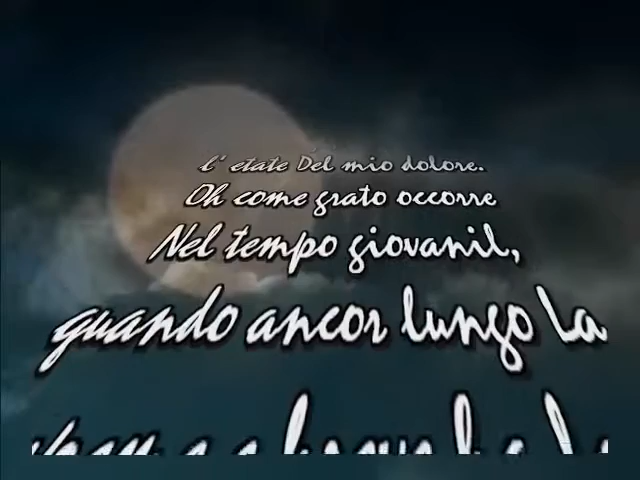 L' etate Del mio dolore.
Oh come grato occorre
Nel tempo giovanil,
quando ancor lungo La